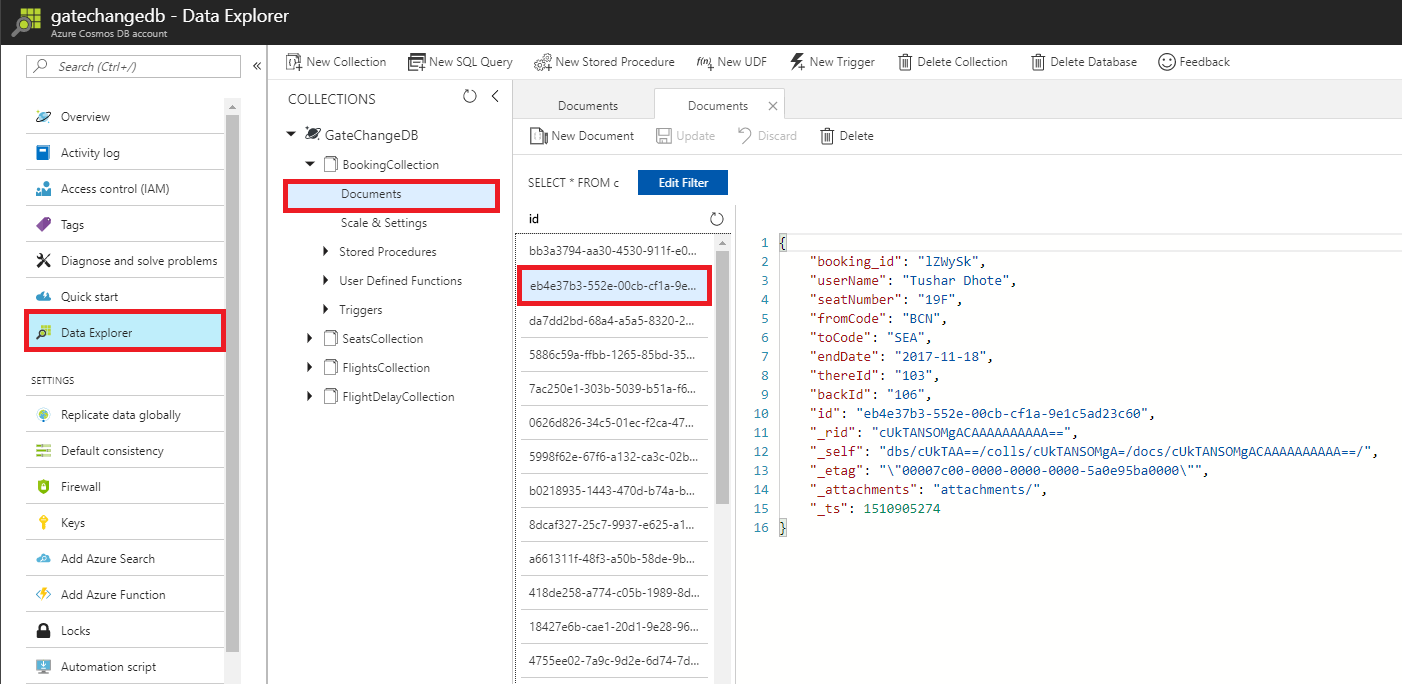 gatechangedb - Data Explorer
Azure Cosmos DB account
Search (Ctrl+/)
«
Overview
Activity log
Access control (IAM)
Tags
Diagnose and solve problems
Quick start
Data Explorer
SETTINGS
Replicate data globally
Default consistency
Firewall
Keys
Add Azure Search
Add Azure Function
Locks
Automation script
New Collection
New SQL Query
New Stored Procedure
New UDF
New Trigger
Delete Collection
Delete Database
Feedback
COLLECTIONS
GateChangeDB
BookingCollection
Documents
Scale & Settings
Stored Procedures
User Defined Functions
Triggers
SeatsCollection
FlightsCollection
FlightDelayCollection
Documents
Documents
New Document
Update
Discard
Delete
SELECT * FROM c
Edit Filter
id
bb3a3794-aa30-4530-911f-e0...
eb4e37b3-552e-00cb-cf1a-9e...
da7dd2bd-68a4-a5a5-8320-2...
5886c59a-ffbb-1265-85bd-35...
7ac250e1-303b-5039-b51a-f6...
0626d826-34c5-01ec-f2ca-47...
5998f62e-67f6-a132-ca3c-02b...
b0218935-1443-470d-b74a-b...
8dcaf327-25c7-9937-e625-a1...
a661311f-48f3-a50b-58de-9b...
418de258-a774-c05b-1989-8d...
18427e6b-cae1-20d1-9e28-96...
4755ee02-7a9c-9d2e-6d74-7d...
1 {
2 "booking_id": "lZWySk",
3 "userName": "Tushar Dhote",
4 "seatNumber": "19F",
5 "fromCode": "BCN",
6 "toCode": "SEA",
7 "endDate": "2017-11-18",
8 "thereId": "103",
9 "backId": "106",
10 "id": "eb4e37b3-552e-00cb-cf1a-9e1c5ad23c60",
11 "_rid": "cUkTANSOMgACAAAAAAAAAA==",
12 "_self": "dbs/cUkTAA==/colls/cUkTANSOMgA=/docs/cUkTANSOMgACAAAAAAAAAA==/",
13 "_etag": "\"00007c00-0000-0000-0000-5a0e95ba0000\"",
14 "_attachments": "attachments/",
15 "_ts": 1510905274
16 }